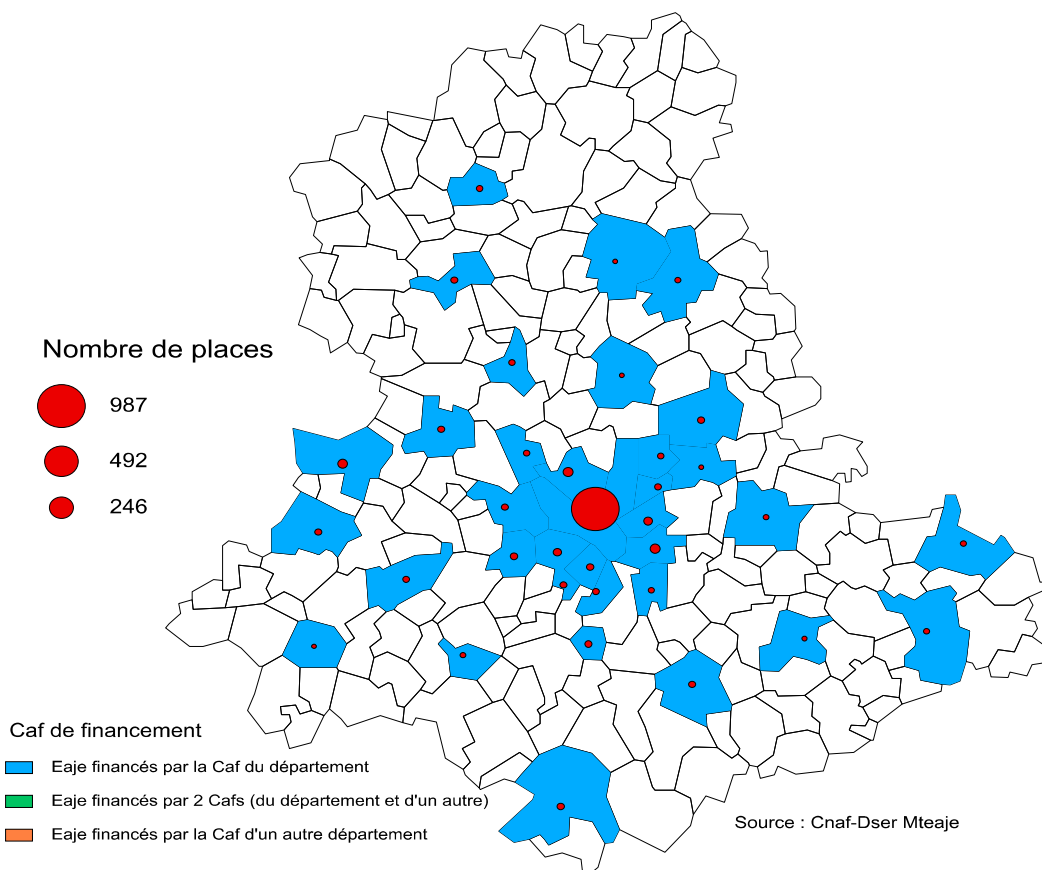 Nombre de places
987
492
246
Caf de financement
Eaje financés par la Caf du département
Eaje financés par 2 Cafs (du département et d'un autre)
Eaje financés par la Caf d'un autre département
Source : Cnaf-Dser Mteaje